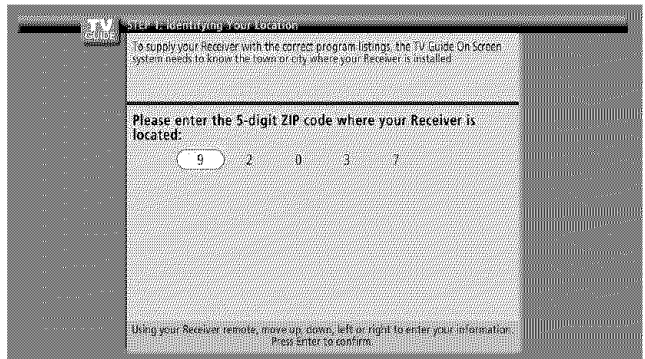 TV
GUIDE
STEP 1: Identifying Your Location
To supply your Receiver with the correct program listings, the TV Guide On Screen
system needs to know the town or city where your Receiver is installed
Please enter the 5-digit ZIP code where your Receiver is
located:
9 2 0 3 7
Using your Receiver remote, move up, down, left or right to enter your information.
Press Enter to confirm.